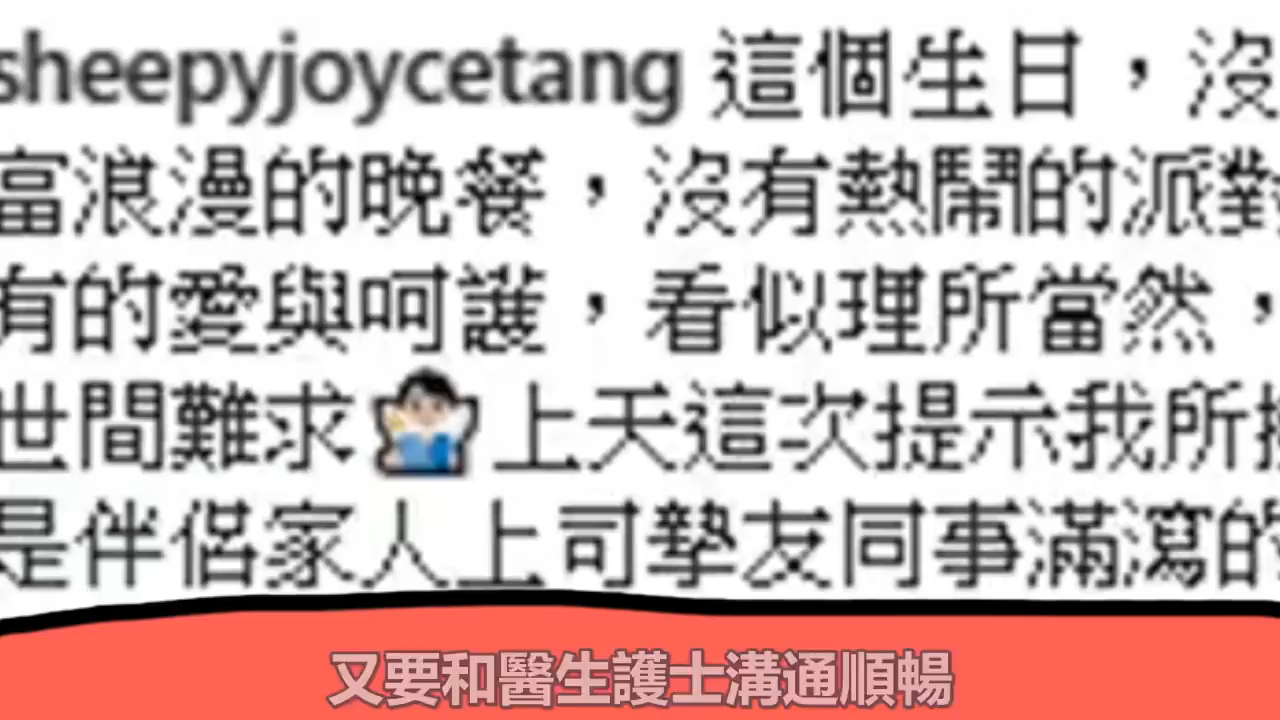 sheepyjoycetang 這個生日，沒
富浪漫的晚餐，沒有熱鬧的派對
有的愛與呵護，看似理所當然，
世間難求 上天這次提示我所
是伴侶家人上司摯友同事滿瀉的
又要和醫生護士溝通順暢